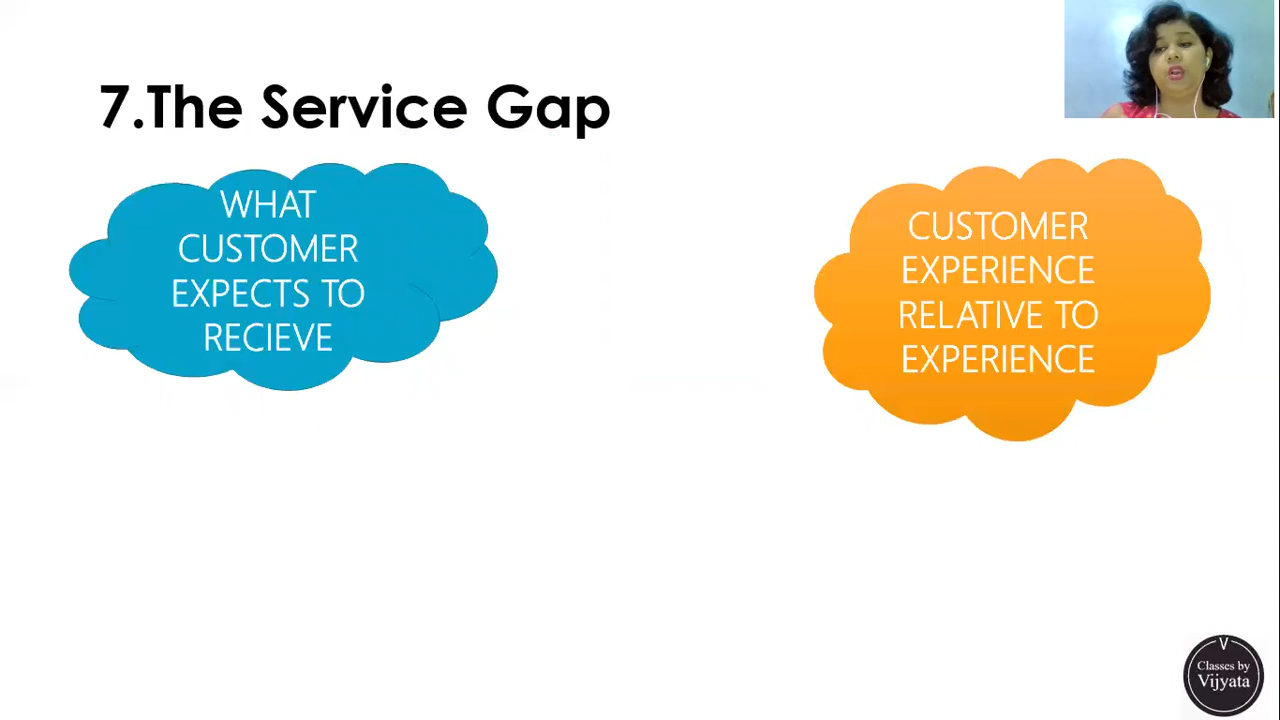 7.The Service Gap
WHAT
CUSTOMER
EXPECTS TO
RECIEVE
CUSTOMER
EXPERIENCE
RELATIVE TO
EXPERIENCE
V
Classes by
Vijyata